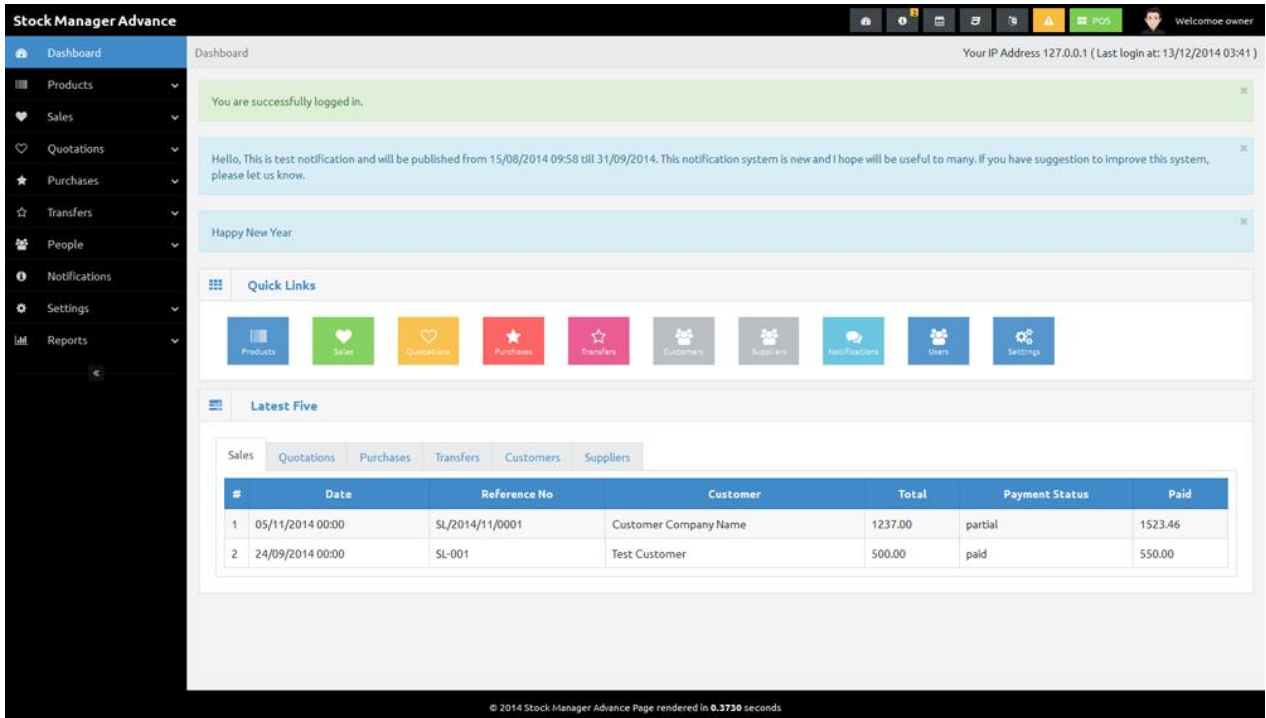 Stock Manager Advance
2
POS
Welcomoe owner
Dashboard
Products
Sales
Quotations
Purchases
Transfers
People
Notifications
Settings
Reports
Dashboard
Your IP Address 127.0.0.1 ( Last login at: 13/12/2014 03:41 )
You are successfully logged in.
Hello, This is test notification and will be published from 15/08/2014 09:58 till 31/09/2014. This notification system is new and I hope will be useful to many. If you have suggestion to improve this system,
please let us know.
Happy New Year
Quick Links
Products Sales Quotations Purchases Transfers Customers Suppliers Notifications Users Settings
Latest Five
Sales Quotations Purchases Transfers Customers Suppliers
# Date Reference No Customer Total Payment Status Paid
1 05/11/2014 00:00 SL/2014/11/0001 Customer Company Name 1237.00 partial 1523.46
2 24/09/2014 00:00 SL-001 Test Customer 500.00 paid 550.00
© 2014 Stock Manager Advance Page rendered in 0.3730 seconds